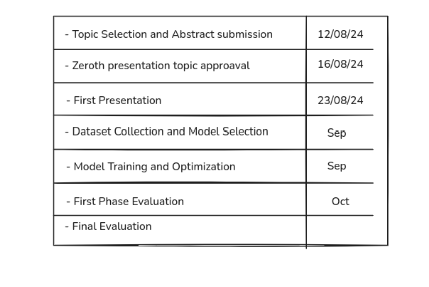 - Topic Selection and Abstract submission 12/08/24
- Zeroth presentation topic approaval 16/08/24
- First Presentation 23/08/24
- Dataset Collection and Model Selection Sep
- Model Training and Optimization Sep
- First Phase Evaluation Oct
- Final Evaluation